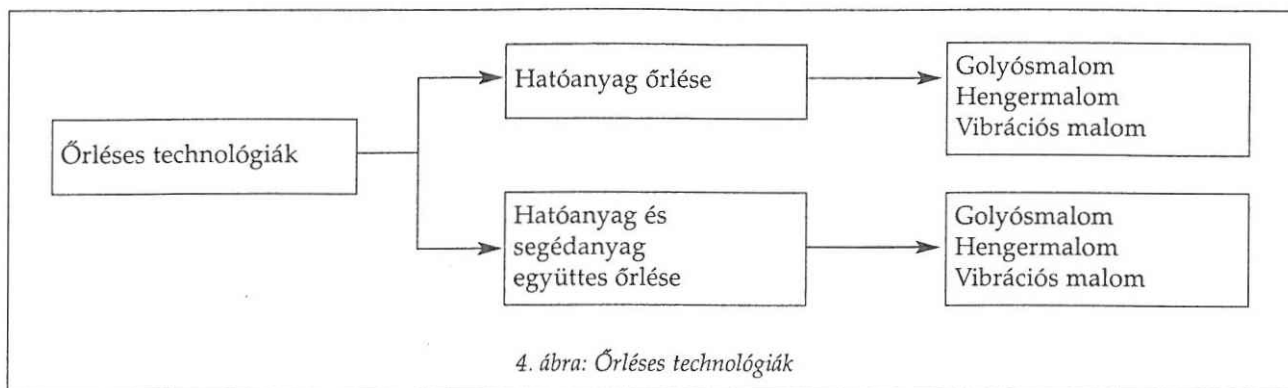 Őrléses technológiák
Hatóanyag őrlése
Golyósmalom
Hengermalom
Vibrációs malom
Hatóanyag és
segédanyag
együttes őrlése
Golyósmalom
Hengermalom
Vibrációs malom
4. ábra: Őrléses technológiák